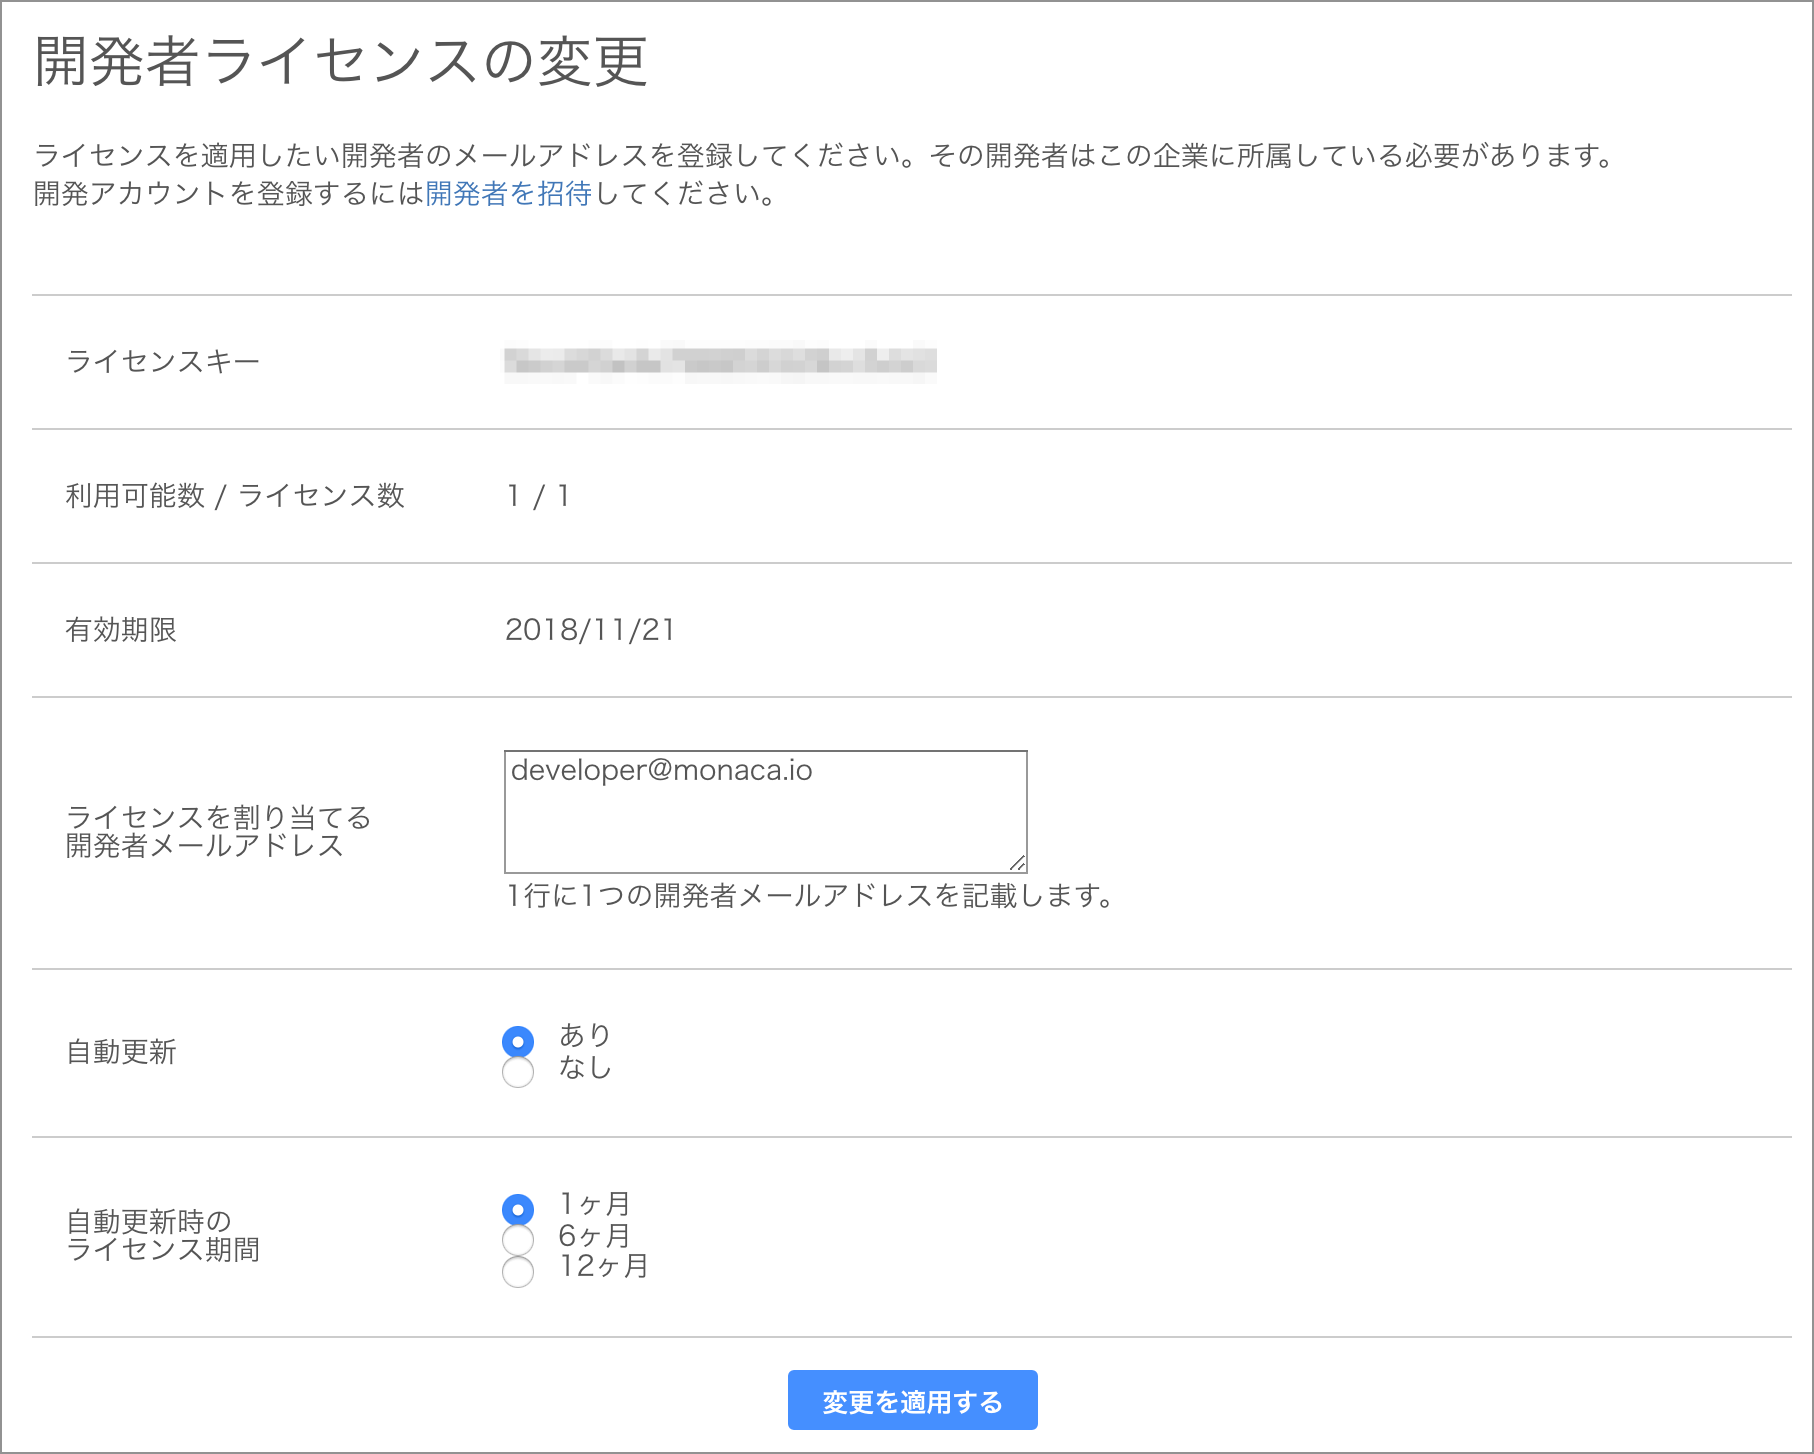 開発者ライセンスの変更
ライセンスを適用したい開発者のメールアドレスを登録してください。その開発者はこの企業に所属している必要があります。
開発アカウントを登録するには開発者を招待してください。
ライセンスキー
利用可能数 / ライセンス数
1 / 1
有効期限
2018/11/21
ライセンスを割り当てる
開発者メールアドレス
developer@monaca.io
1行に1つの開発者メールアドレスを記載します。
自動更新
あり
なし
自動更新時の
ライセンス期間
1ヶ月
6ヶ月
12ヶ月
変更を適用する